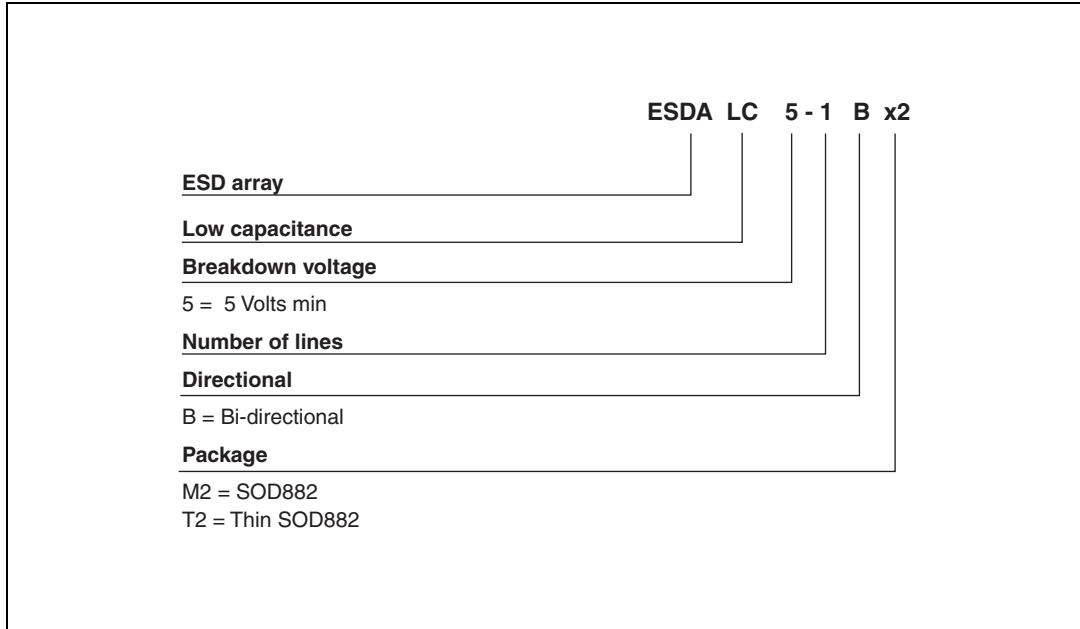 ESDA LC 5 - 1 B x2
ESD array
Low capacitance
Breakdown voltage
5 = 5 Volts min
Number of lines
Directional
B = Bi-directional
Package
M2 = SOD882
T2 = Thin SOD882